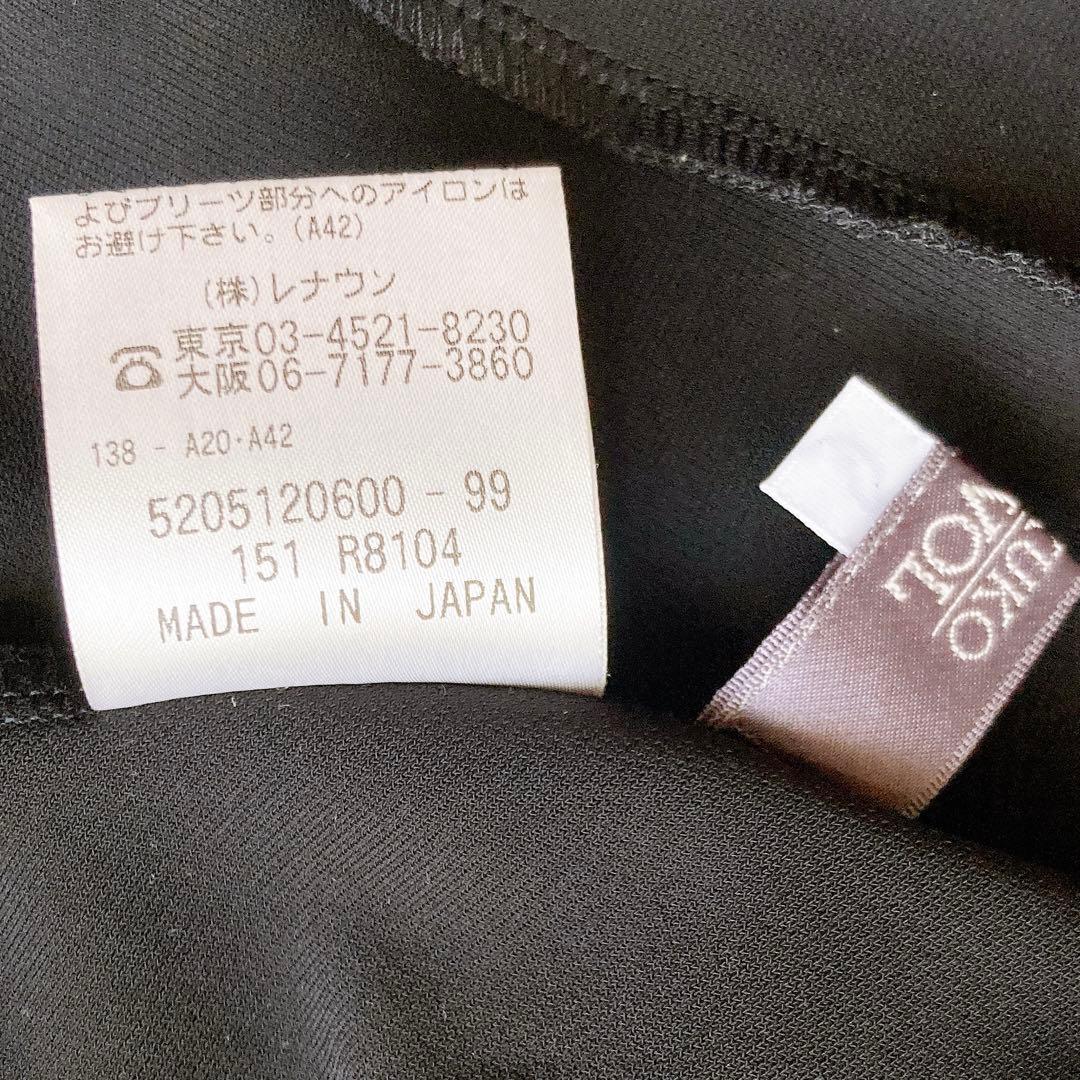 よびプリーツ部分へのアイロンは
お避け下さい。(A42)
(株)レナウン
東京03-4521-8230
大阪06-7177-3860
138 - A20·A42
5205120600 - 99
151 R8104
MADE IN JAPAN
UKO